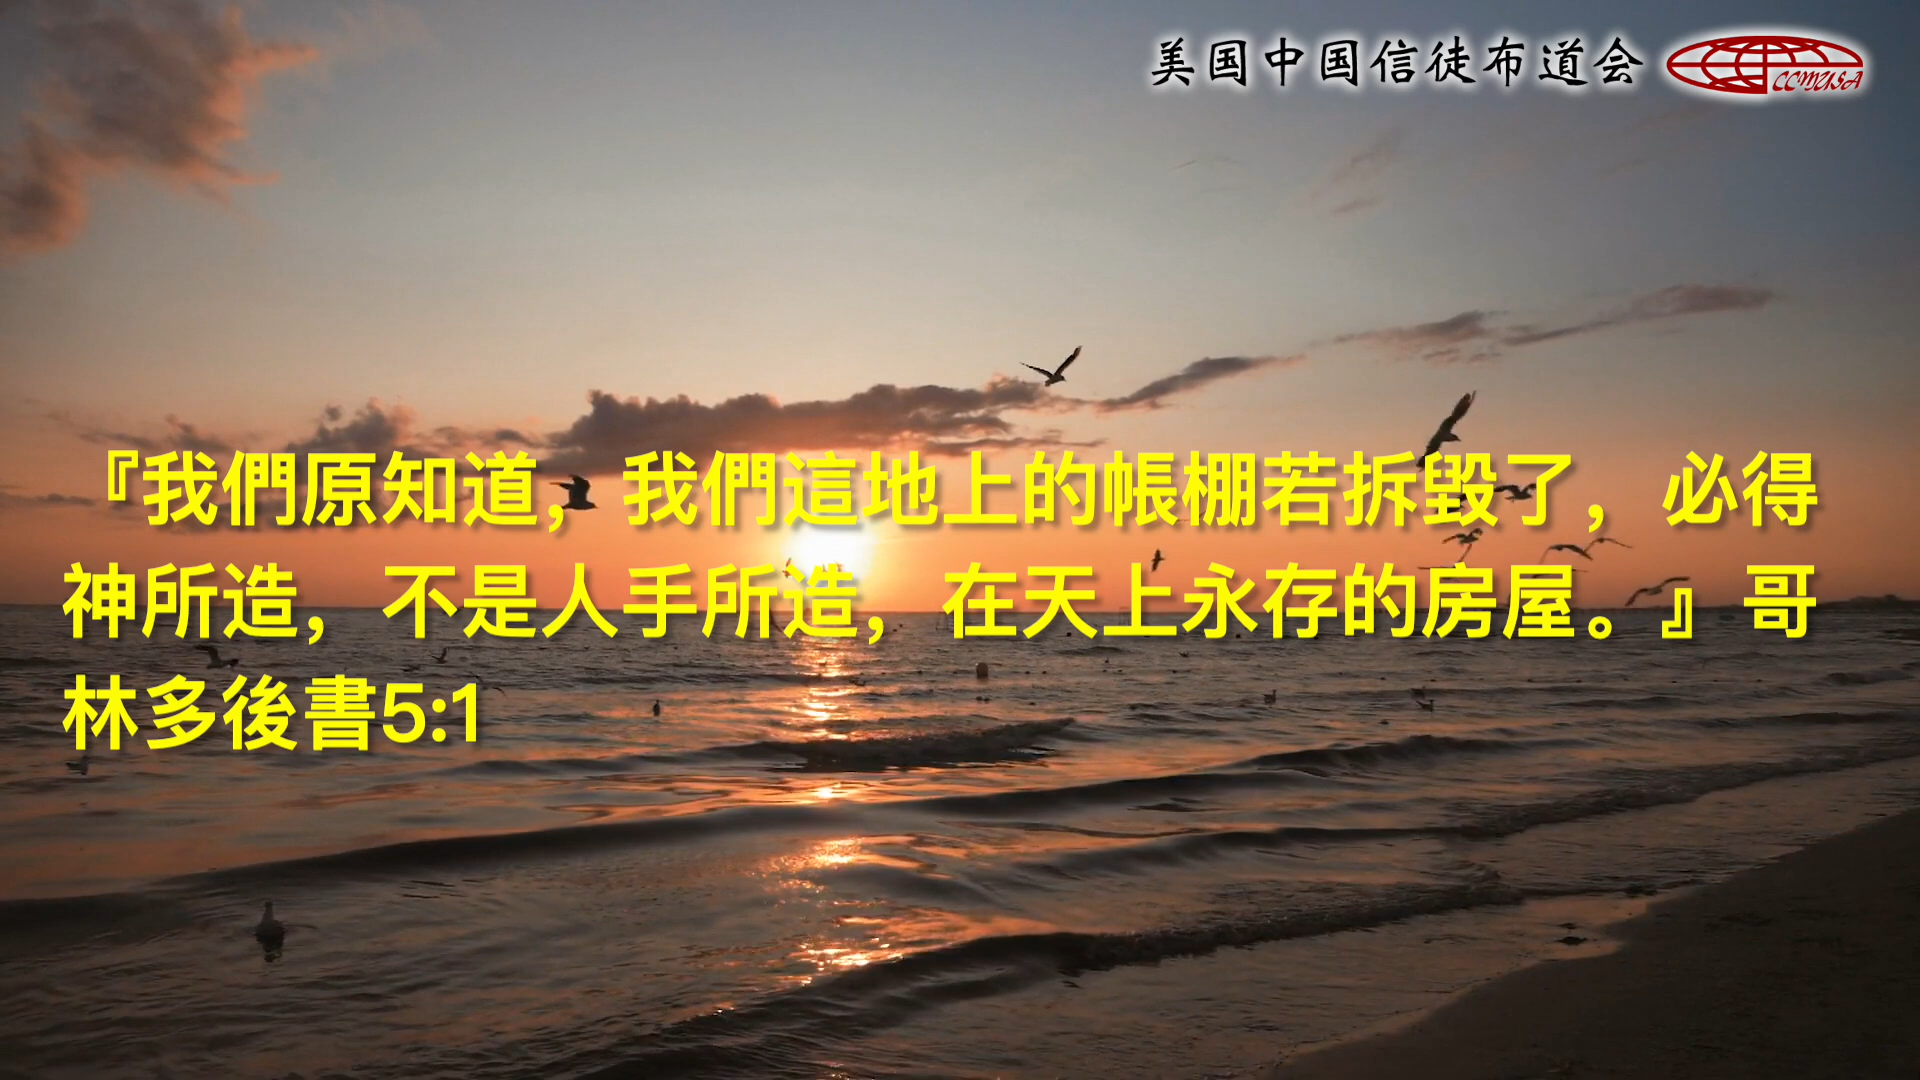 美国中国信徒布道会
CCMUSA
『我們原知道，我們這地上的帳棚若拆毀了，必得
神所造，不是人手所造，在天上永存的房屋。』哥
林多後書5:1